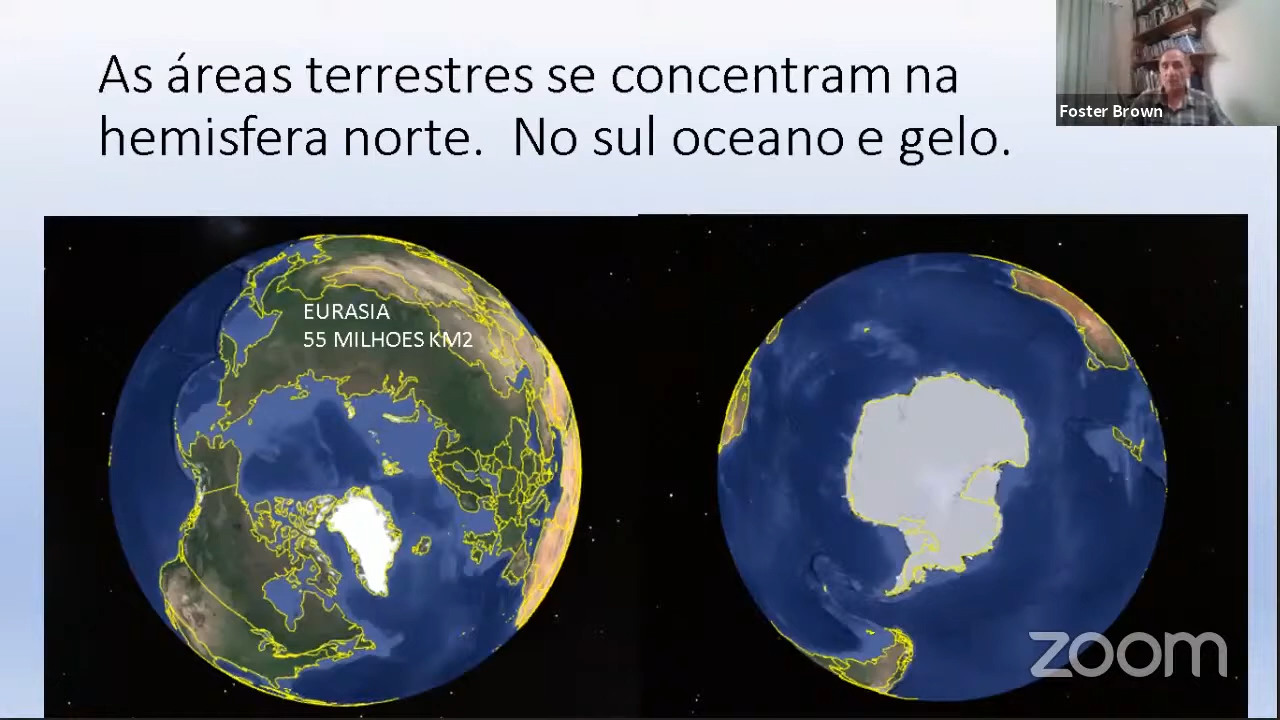 As áreas terrestres se concentram na
hemisfera norte.  No sul oceano e gelo.
Foster Brown
EURASIA
55 MILHOES KM2
zoom